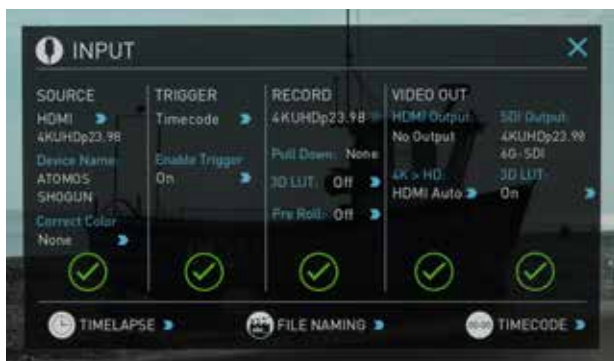 INPUT
SOURCE
HDMI
4KUHDp23.98
Device Name:
ATOMOS
SHOGUN
Correct Color
None
TRIGGER
Timecode
Enable Trigger
On
RECORD
4KUHDp23.98
Pull Down: None
3D LUT: Off
Pre Roll: Off
VIDEO OUT
HDMI Output
No Output
4K > HD:
HDMI Auto
SDI Output:
4KUHDp23.98
6G-SDI
3D LUT:
On
TIMELAPSE
FILE NAMING
00:00 TIMECODE